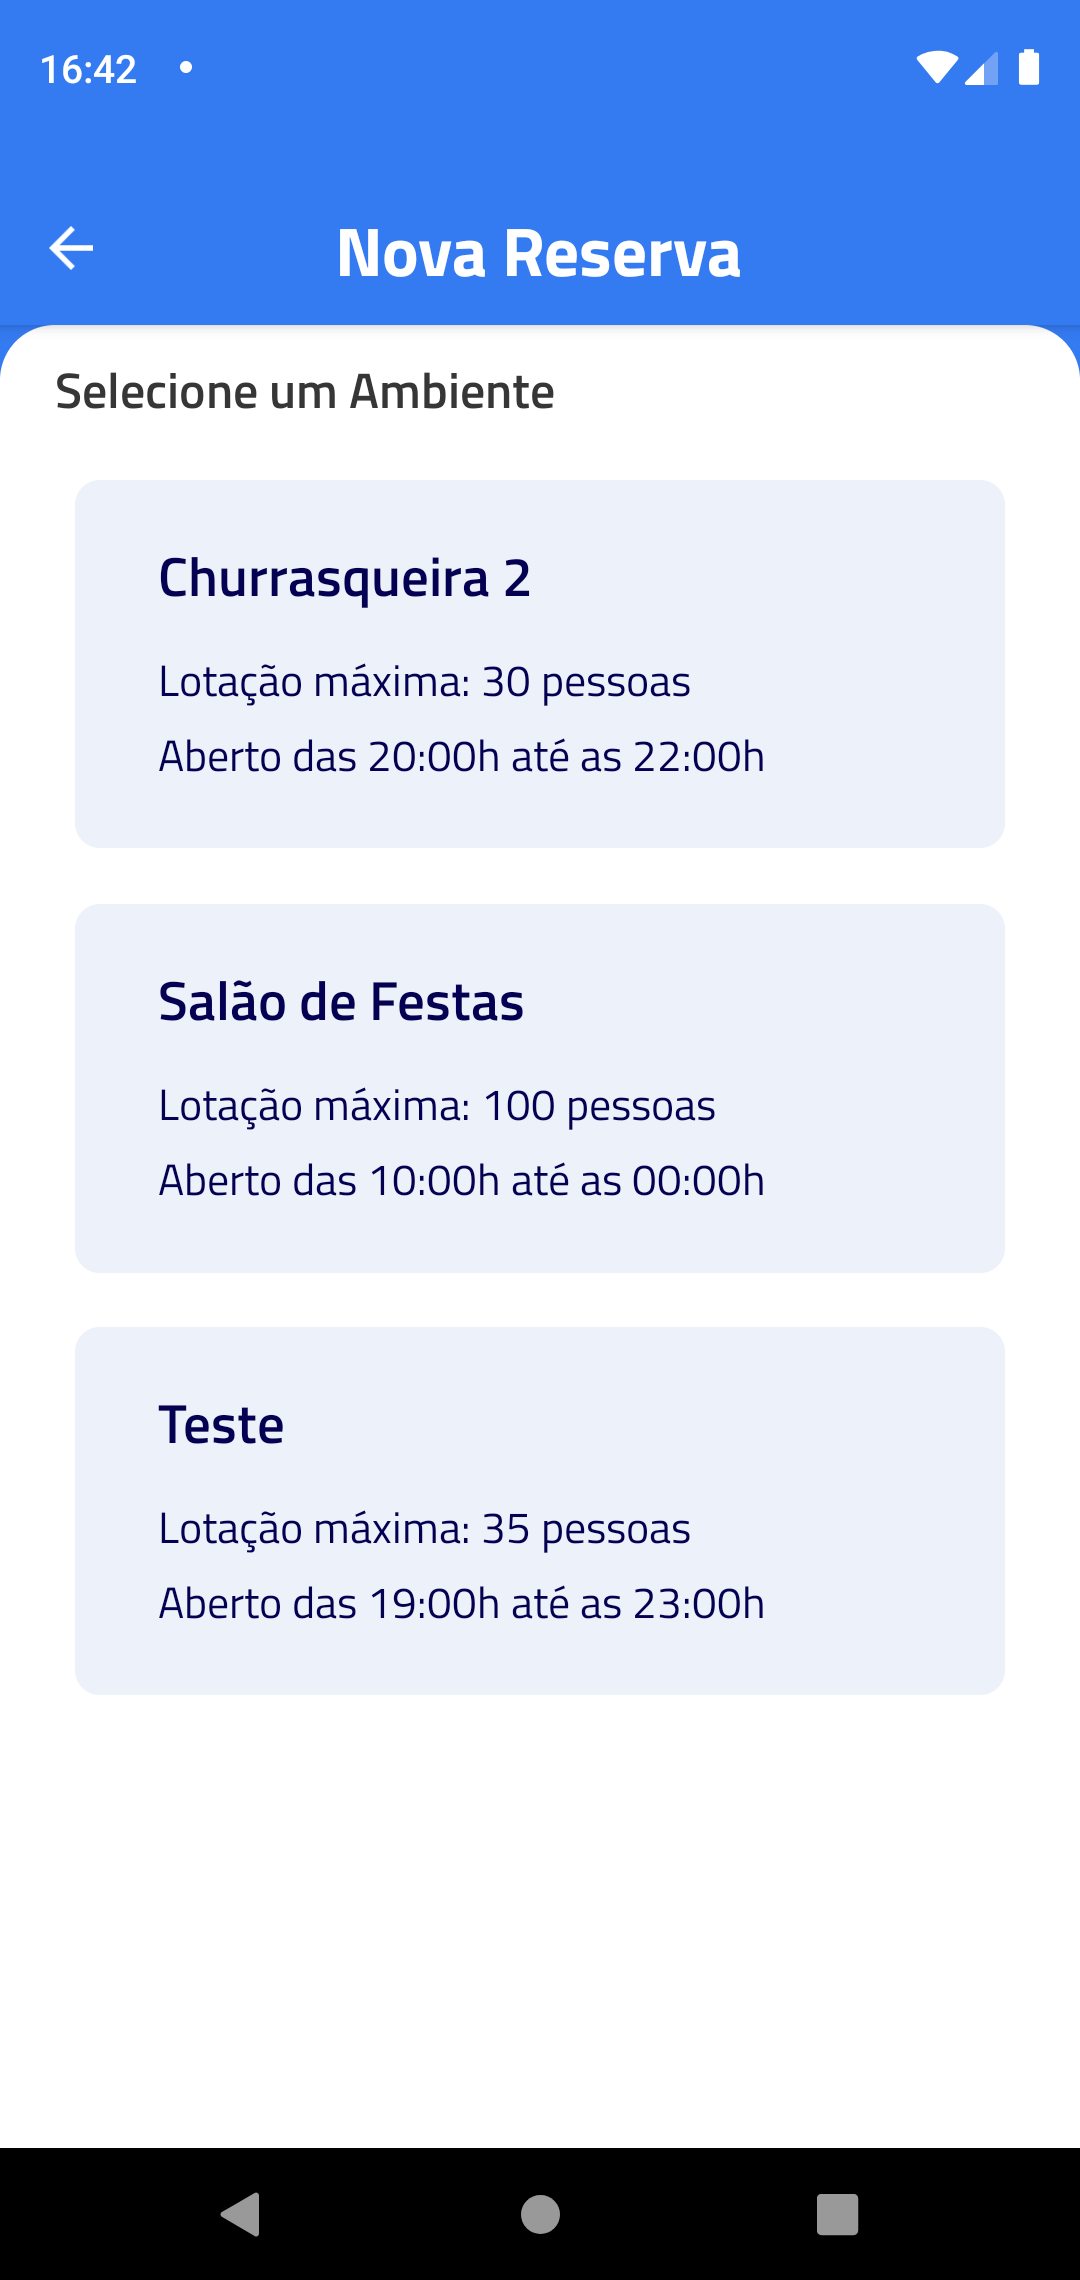 16:42
Nova Reserva
Selecione um Ambiente
Churrasqueira 2
Lotação máxima: 30 pessoas
Aberto das 20:00h até as 22:00h
Salão de Festas
Lotação máxima: 100 pessoas
Aberto das 10:00h até as 00:00h
Teste
Lotação máxima: 35 pessoas
Aberto das 19:00h até as 23:00h